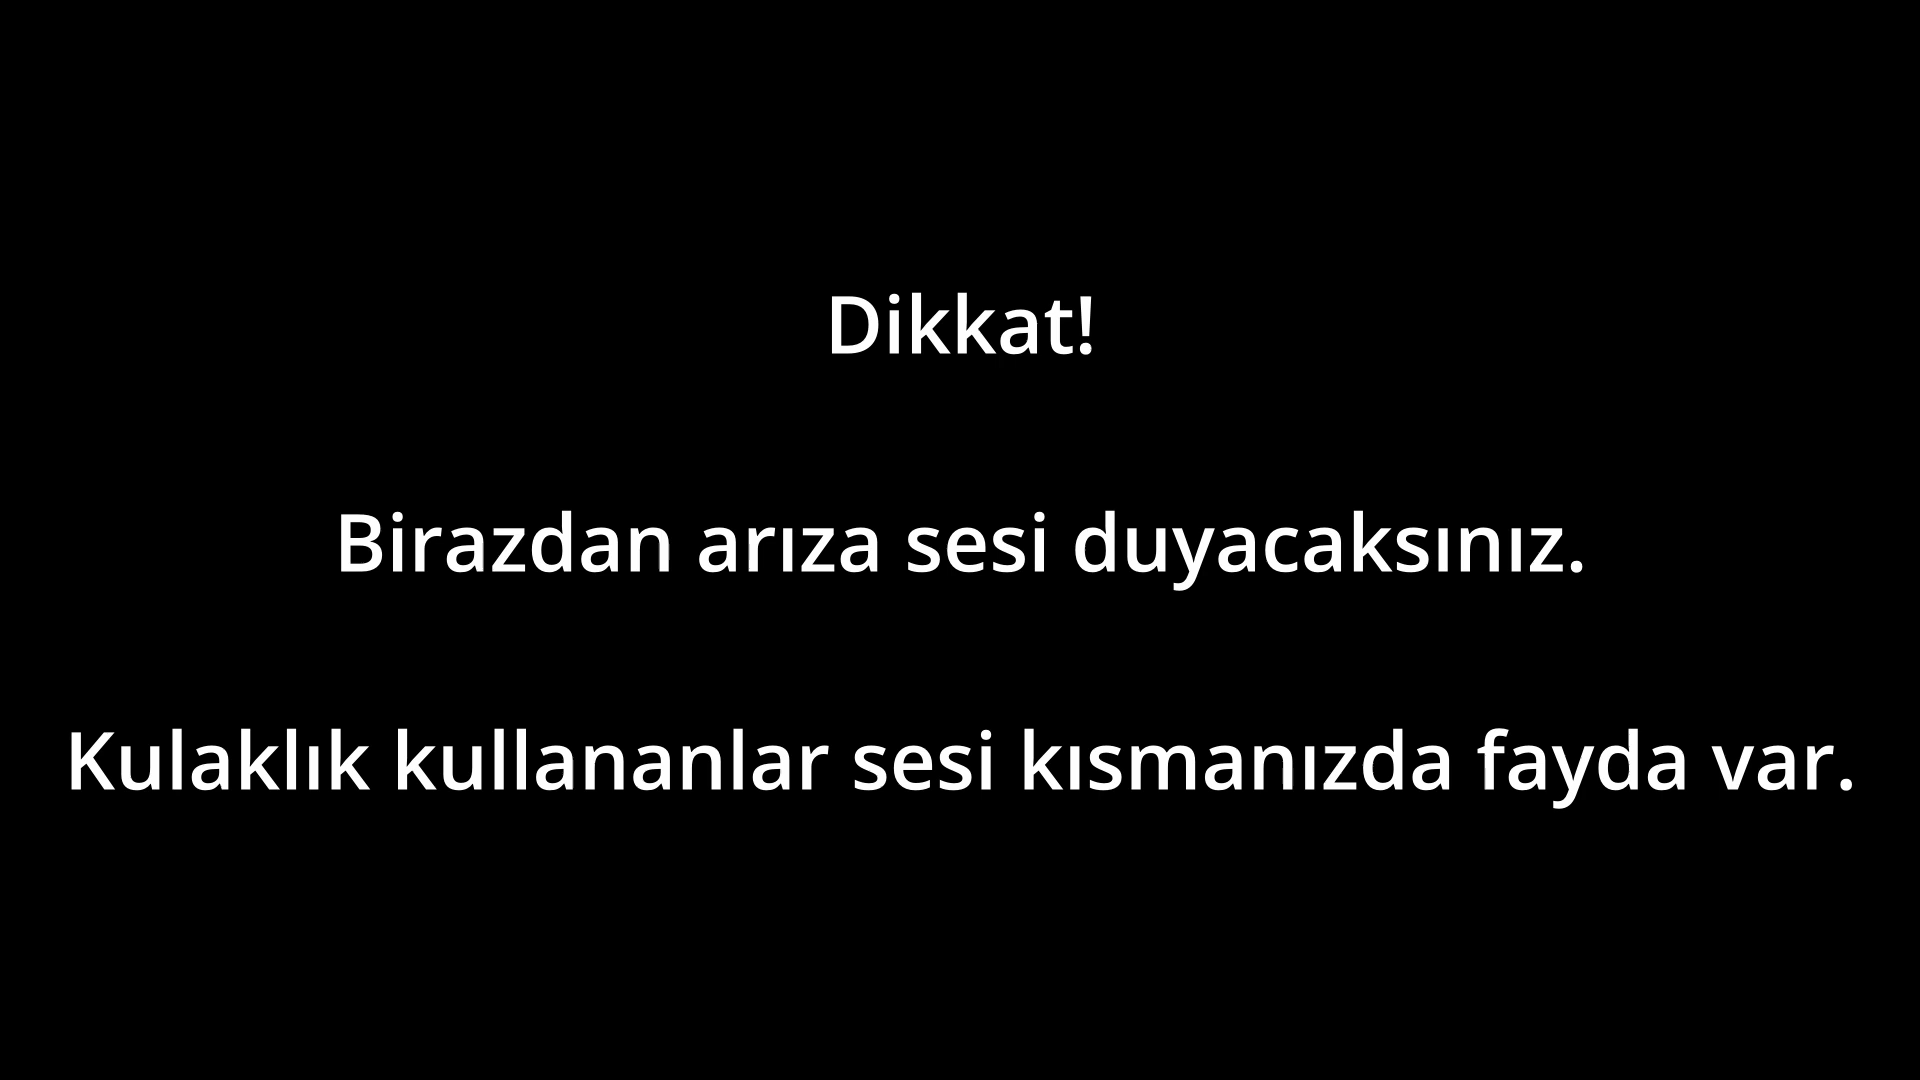 Dikkat!
Birazdan arıza sesi duyacaksınız.
Kulaklık kullananlar sesi kısmanızda fayda var.